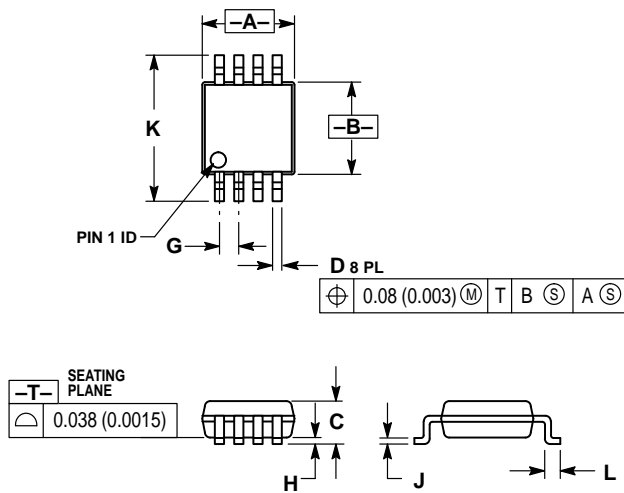 –A–
K
–B–
PIN 1 ID
G
D 8 PL
⌖ 0.08 (0.003) Ⓜ T B Ⓢ A Ⓢ
–T– SEATING
PLANE
⌓ 0.038 (0.0015)
C
H
J
L